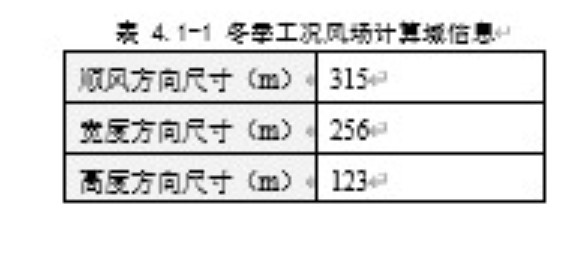 表 4.1-1 冬季工况风场计算域信息
顺风方向尺寸（m） 315
宽度方向尺寸（m） 256
高度方向尺寸（m） 123